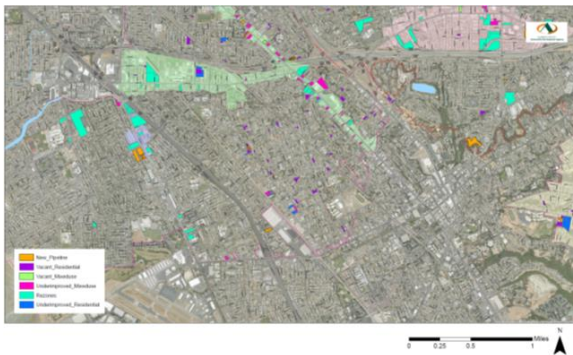 New_Pipeline
Vacant_Residential
Vacant_Mixeduse
Underimproved_Mixeduse
Rezones
Underimproved_Residential
N
Miles
0 0.25 0.5 1